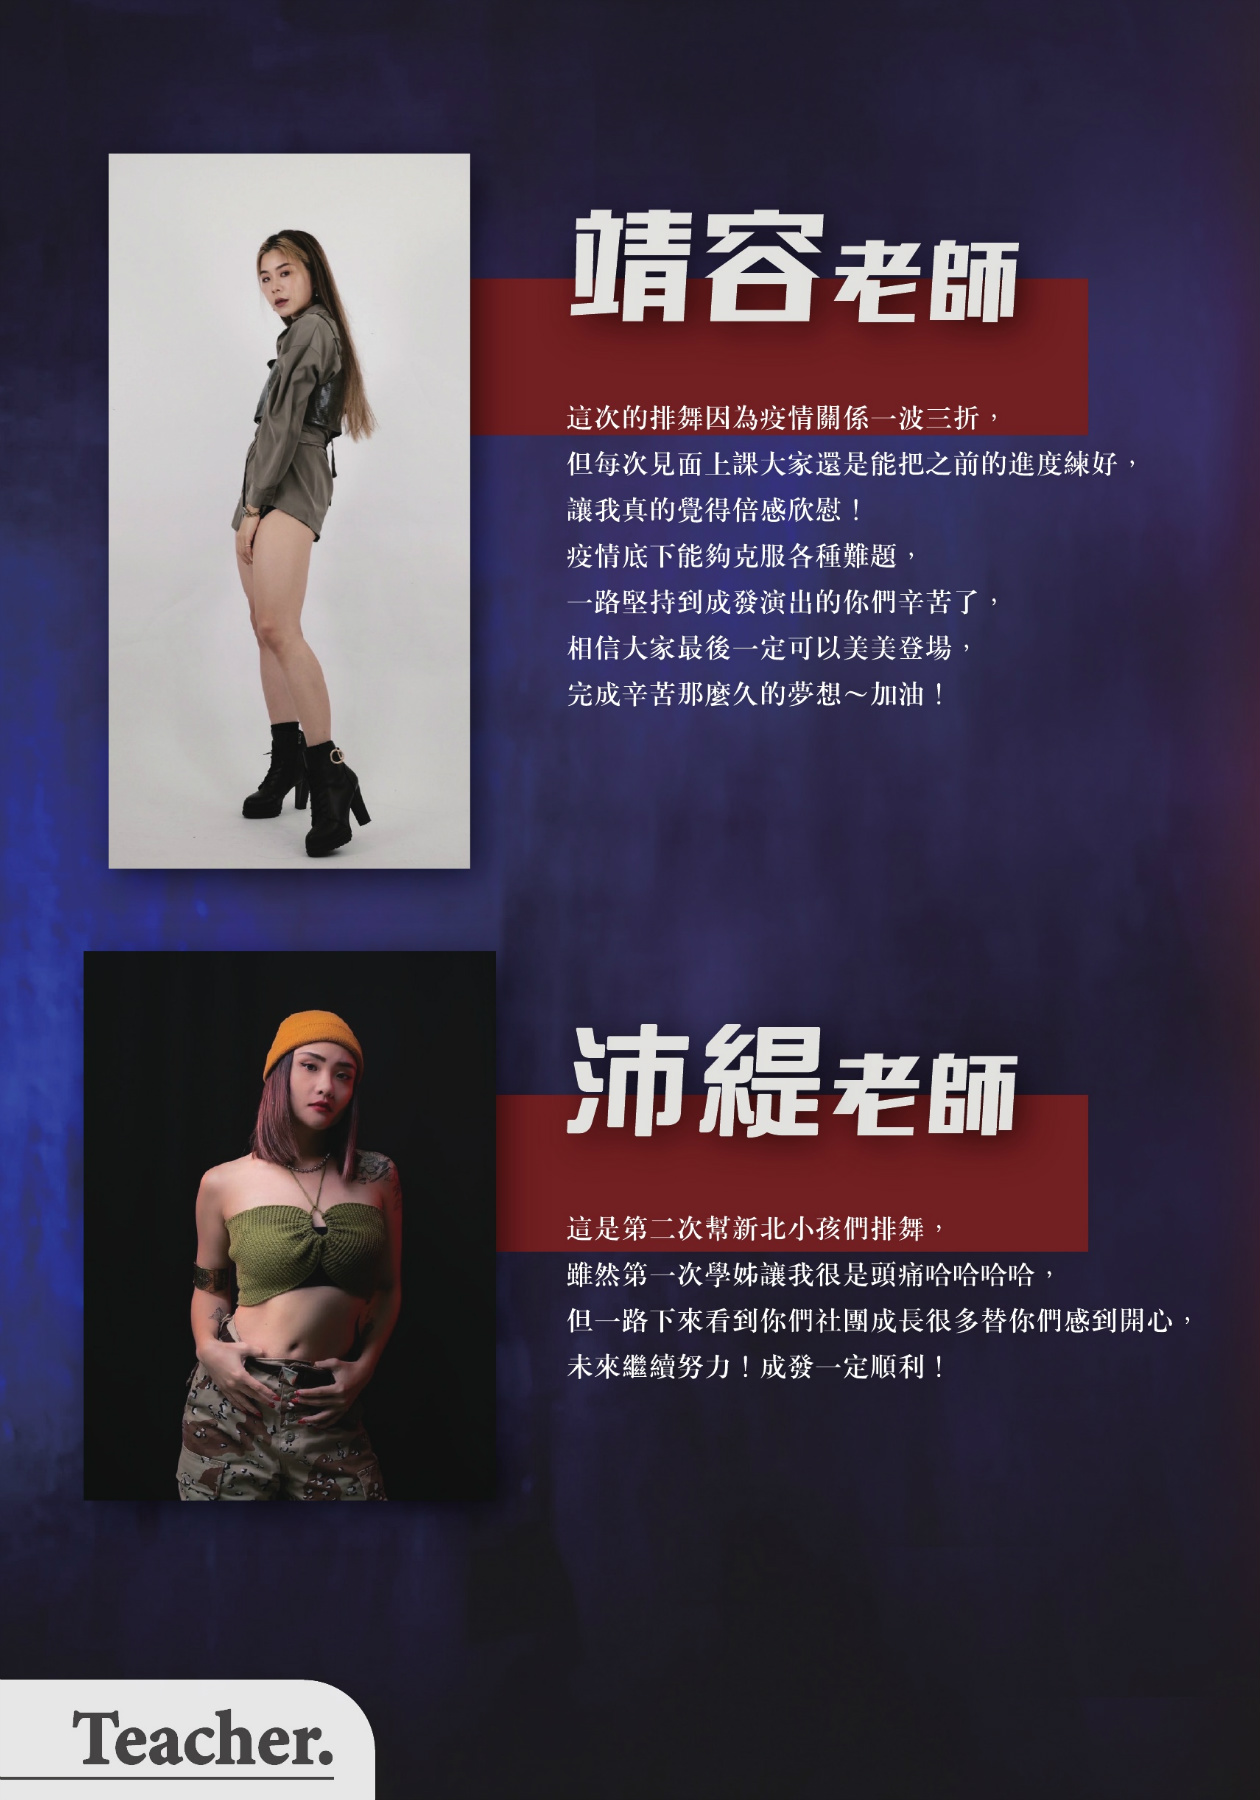 靖容老師
這次的排舞因為疫情關係一波三折，
但每次見面上課大家還是能把之前的進度練好，
讓我真的覺得倍感欣慰！
疫情底下能夠克服各種難題，
一路堅持到成發演出的你們辛苦了，
相信大家最後一定可以美美登場，
完成辛苦那麼久的夢想～加油！
沛緹老師
這是第二次幫新北小孩們排舞，
雖然第一次學姊讓我很是頭痛哈哈哈哈，
但一路下來看到你們社團成長很多替你們感到開心，
未來繼續努力！成發一定順利！
Teacher.